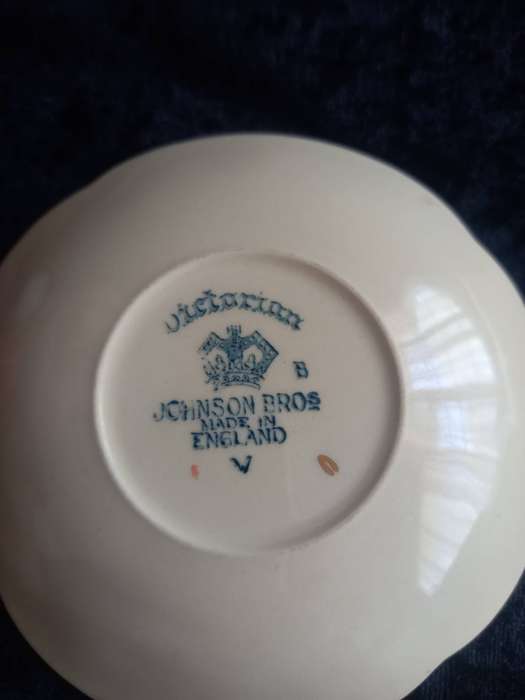 Victorian
B
JOHNSON BROS
MADE IN
ENGLAND
V